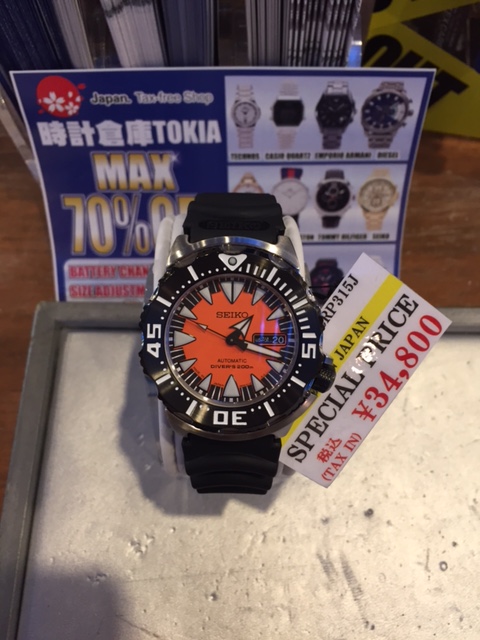 Japan. Tax-free Shop
時計倉庫TOKIA
MAX
70%OF
BATTERY CHAN
SIZE ADJUSTMEN
TECHNOS CASIO QUARTZ EMPORIO ARMANI DIESEL
TOMMY HILFIGER SEIKO
OUT
SEIKO
AUTOMATIC
DIVER'S 200m
20
45
15
30
RP315J
JAPAN
SPECIAL PRICE
¥34,800
税込
(TAX IN)